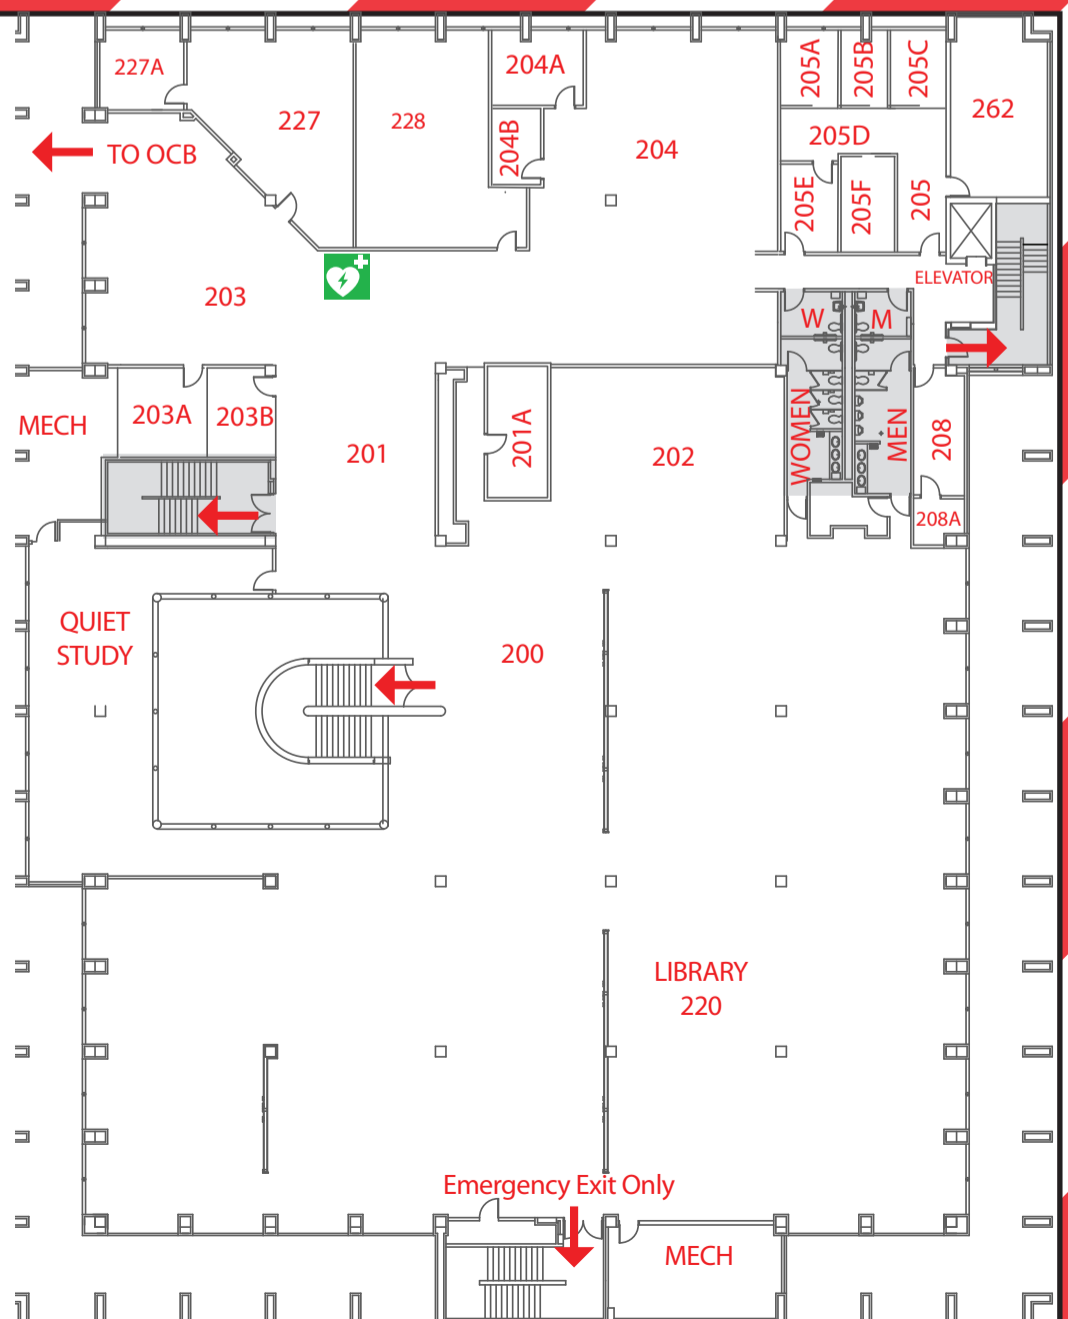 227A
204A
205A
205B
205C
262
227
228
204B
204
205D
TO OCB
205E
205F
205
203
ELEVATOR
W
M
203A
203B
MECH
201
201A
202
WOMEN
MEN
208
208A
QUIET
STUDY
200
LIBRARY
220
Emergency Exit Only
MECH